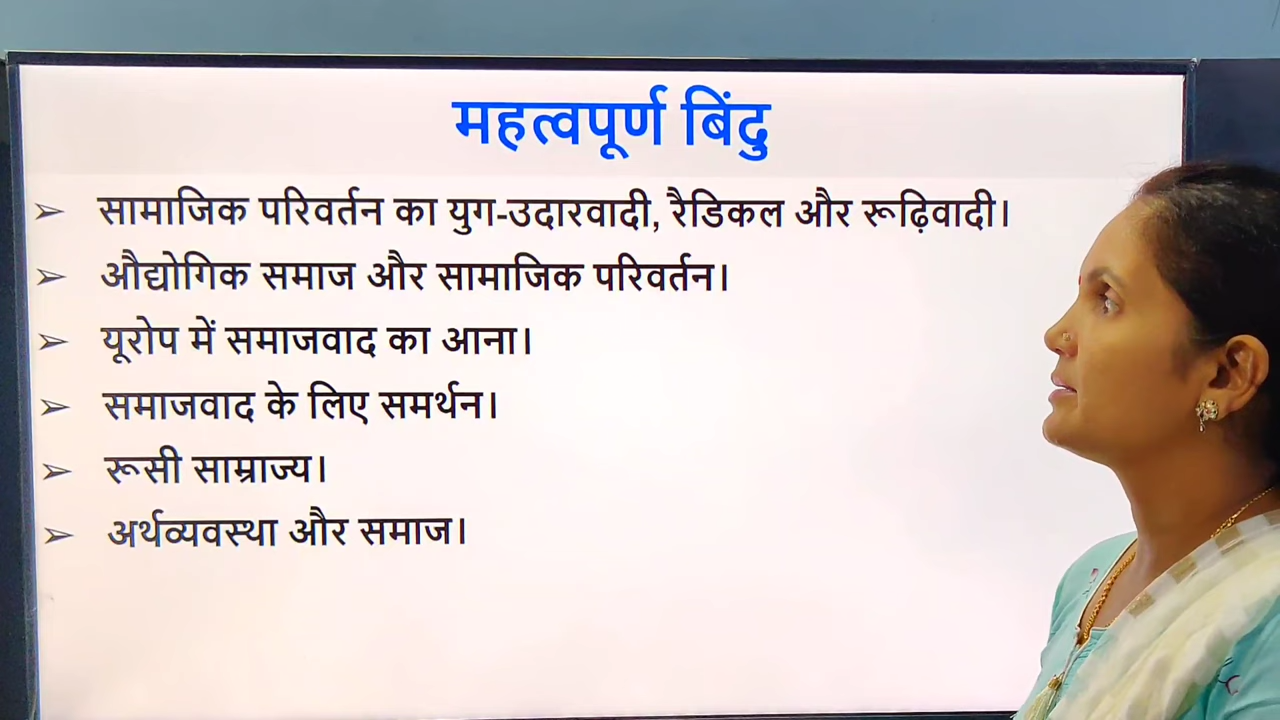 महत्वपूर्ण बिंदु
➢ सामाजिक परिवर्तन का युग-उदारवादी, रैडिकल और रूढ़िवादी।
➢ औद्योगिक समाज और सामाजिक परिवर्तन।
➢ यूरोप में समाजवाद का आना।
➢ समाजवाद के लिए समर्थन।
➢ रूसी साम्राज्य।
➢ अर्थव्यवस्था और समाज।